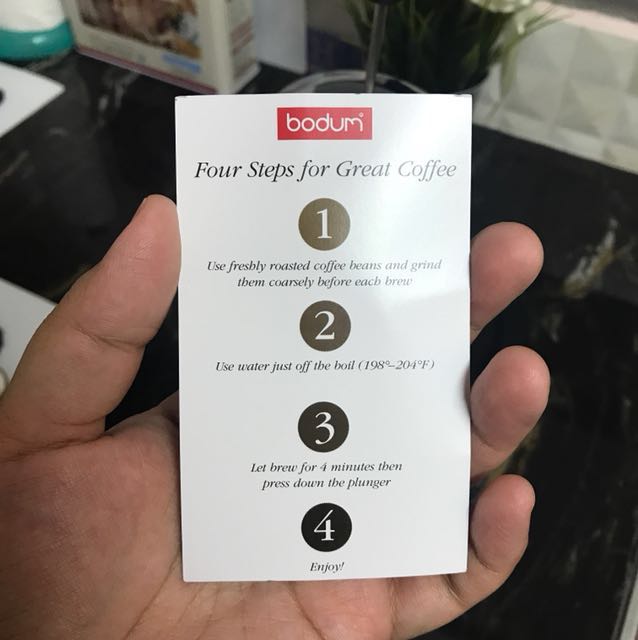 bodum
Four Steps for Great Coffee
1
Use freshly roasted coffee beans and grind
them coarsely before each brew
2
Use water just off the boil (198°–204°F)
3
Let brew for 4 minutes then
press down the plunger
4
Enjoy!